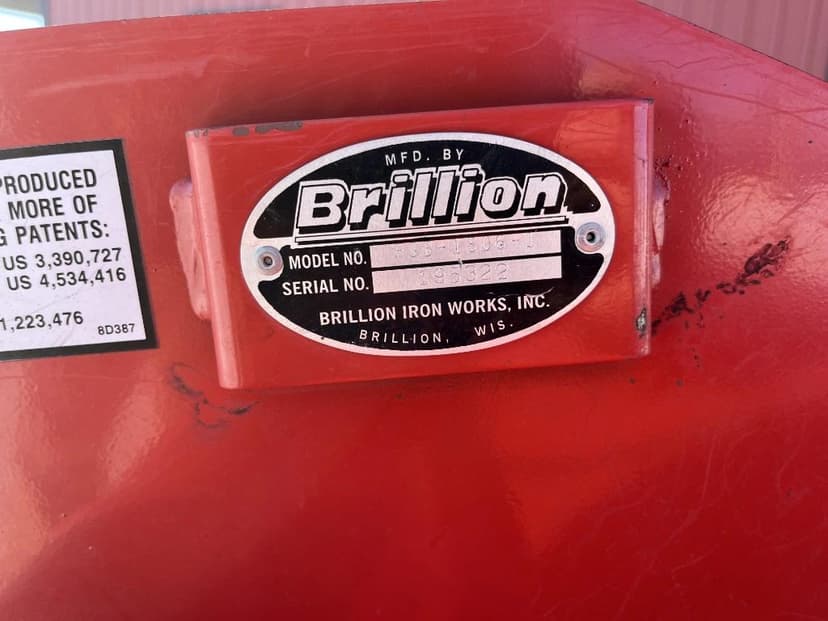 PRODUCED
MORE OF
G PATENTS:
US 3,390,727
US 4,534,416
1,223,476
8D387
MFD. BY
Brillion
MODEL NO.
SERIAL NO. 195322
BRILLION IRON WORKS, INC.
BRILLION, WIS.